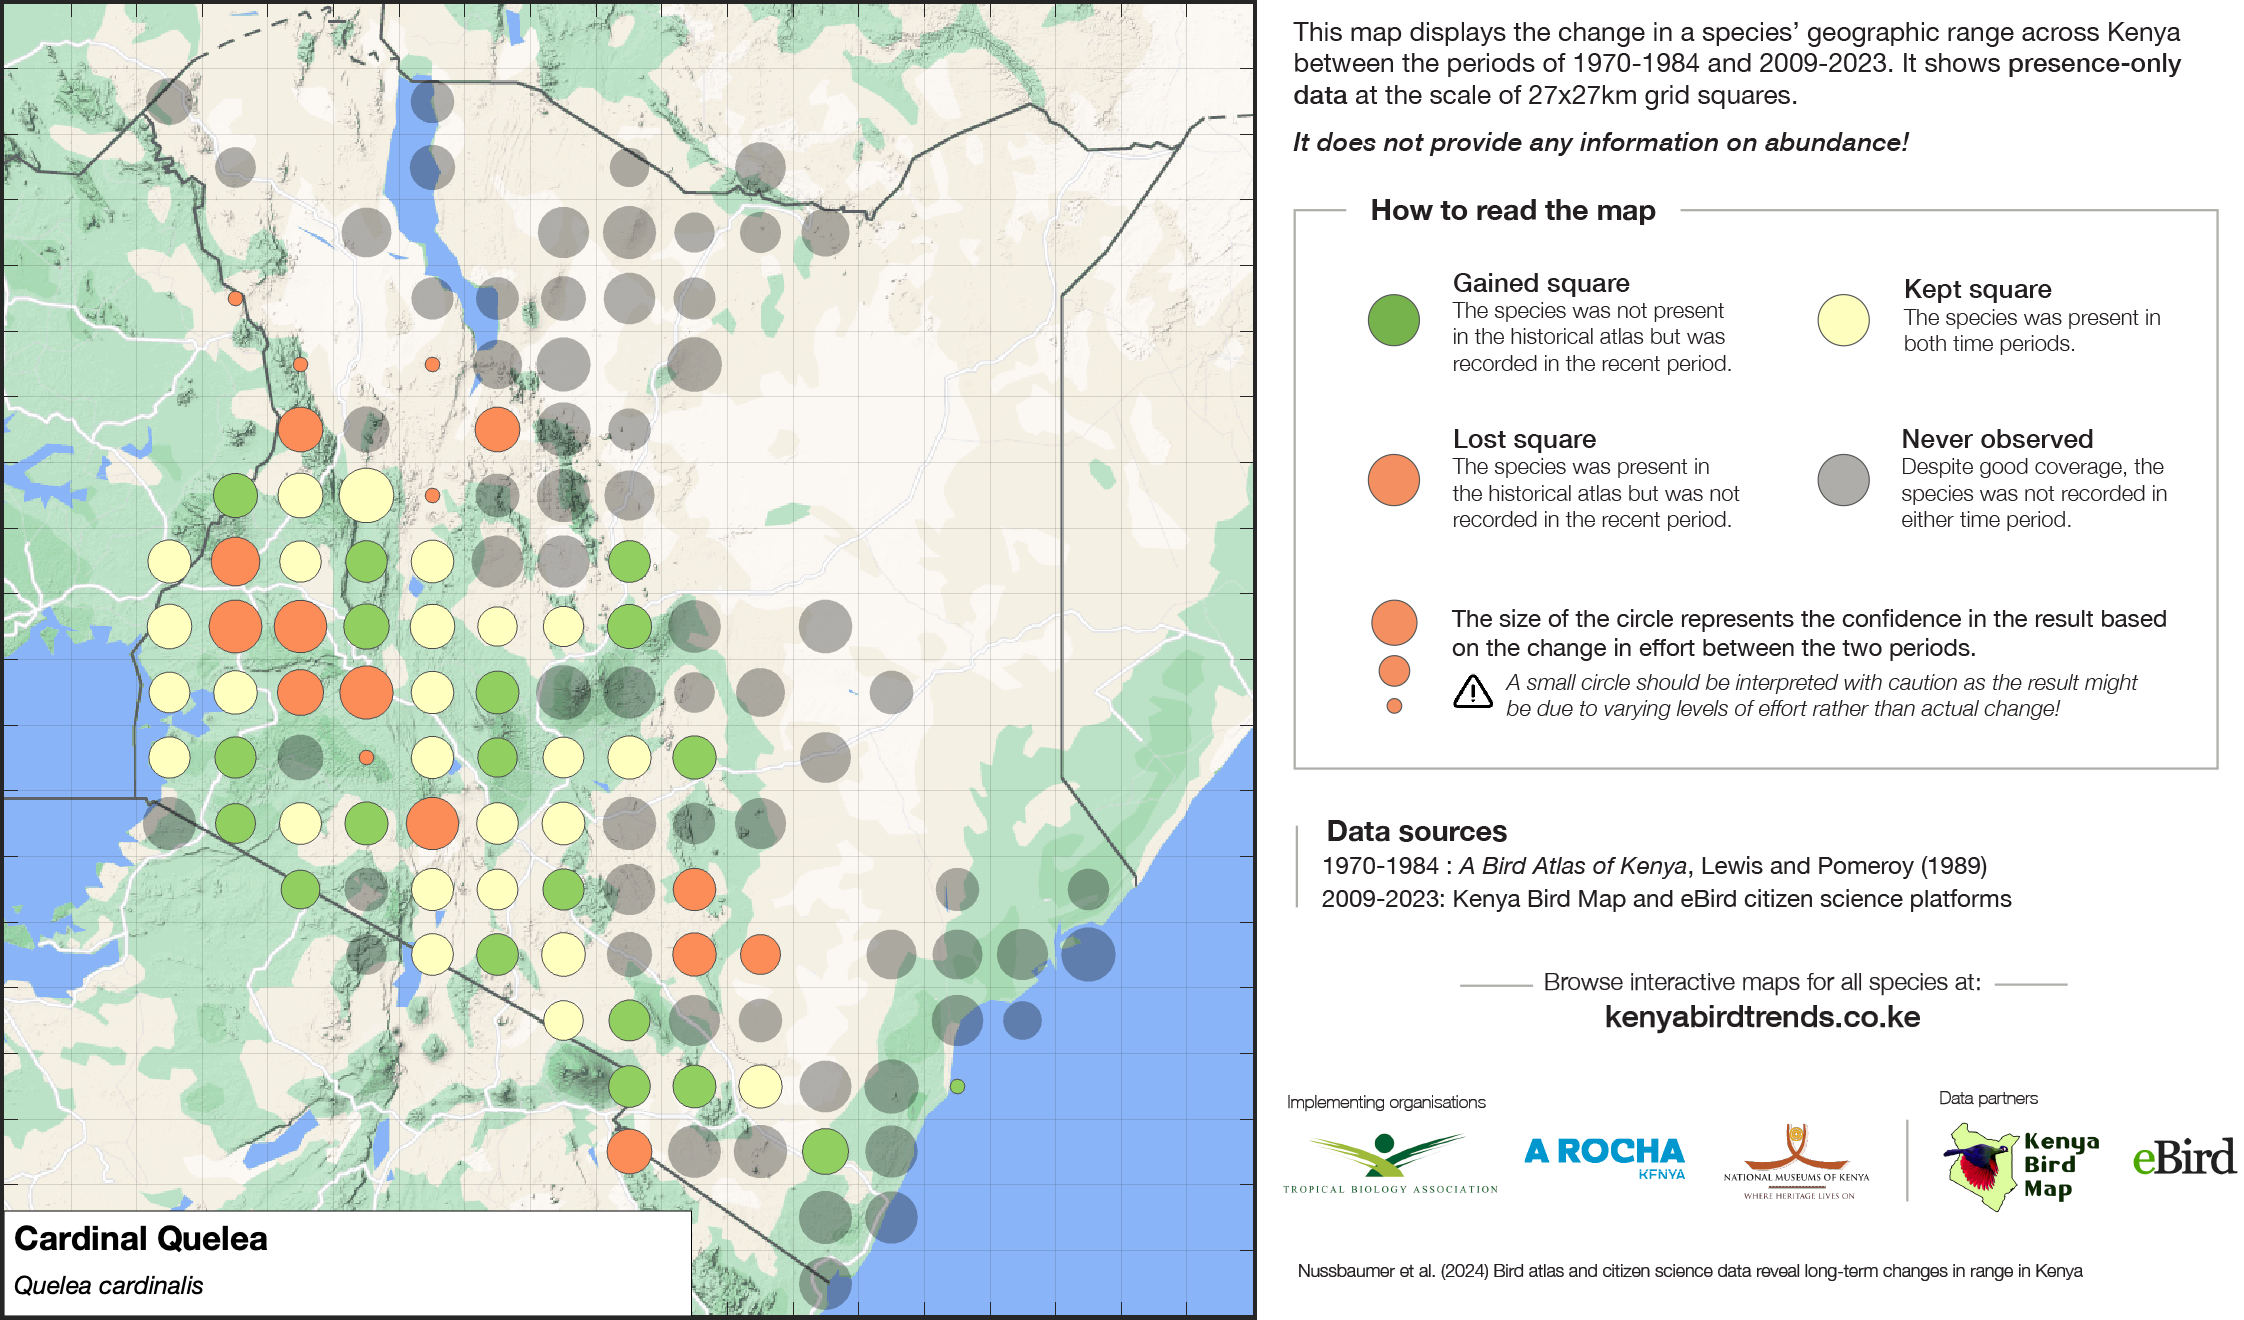 This map displays the change in a species’ geographic range across Kenya
between the periods of 1970-1984 and 2009-2023. It shows presence-only
data at the scale of 27x27km grid squares.
It does not provide any information on abundance!
How to read the map
Gained square
The species was not present
in the historical atlas but was
recorded in the recent period.
Kept square
The species was present in
both time periods.
Lost square
The species was present in
the historical atlas but was not
recorded in the recent period.
Never observed
Despite good coverage, the
species was not recorded in
either time period.
The size of the circle represents the confidence in the result based
on the change in effort between the two periods.
A small circle should be interpreted with caution as the result might
be due to varying levels of effort rather than actual change!
Data sources
1970-1984 : A Bird Atlas of Kenya, Lewis and Pomeroy (1989)
2009-2023: Kenya Bird Map and eBird citizen science platforms
Browse interactive maps for all species at:
kenyabirdtrends.co.ke
Implementing organisations
Data partners
TROPICAL BIOLOGY ASSOCIATION
A ROCHA
KENYA
NATIONAL MUSEUMS OF KENYA
WHERE HERITAGE LIVES ON
Kenya
Bird
Map
eBird
Nussbaumer et al. (2024) Bird atlas and citizen science data reveal long-term changes in range in Kenya
Cardinal Quelea
Quelea cardinalis